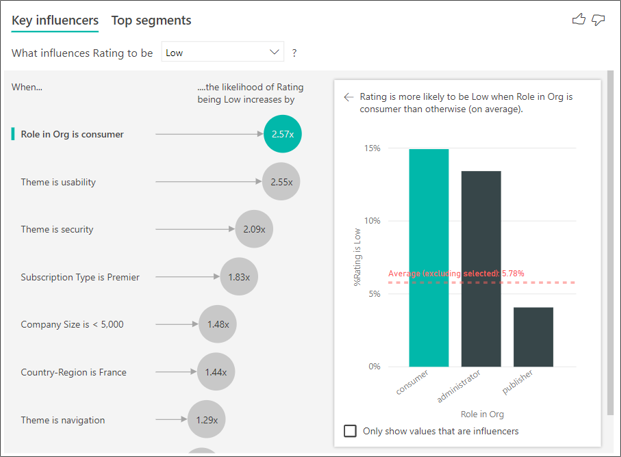 Key influencers Top segments
What influences Rating to be Low ?
When...
....the likelihood of Rating
being Low increases by
Role in Org is consumer 2.57x
Theme is usability 2.55x
Theme is security 2.09x
Subscription Type is Premier 1.83x
Company Size is < 5,000 1.48x
Country-Region is France 1.44x
Theme is navigation 1.29x
Rating is more likely to be Low when Role in Org is
consumer than otherwise (on average).
%Rating is Low
15%
10%
Average (excluding selected): 5.78%
5%
0%
consumer
administrator
publisher
Role in Org
Only show values that are influencers